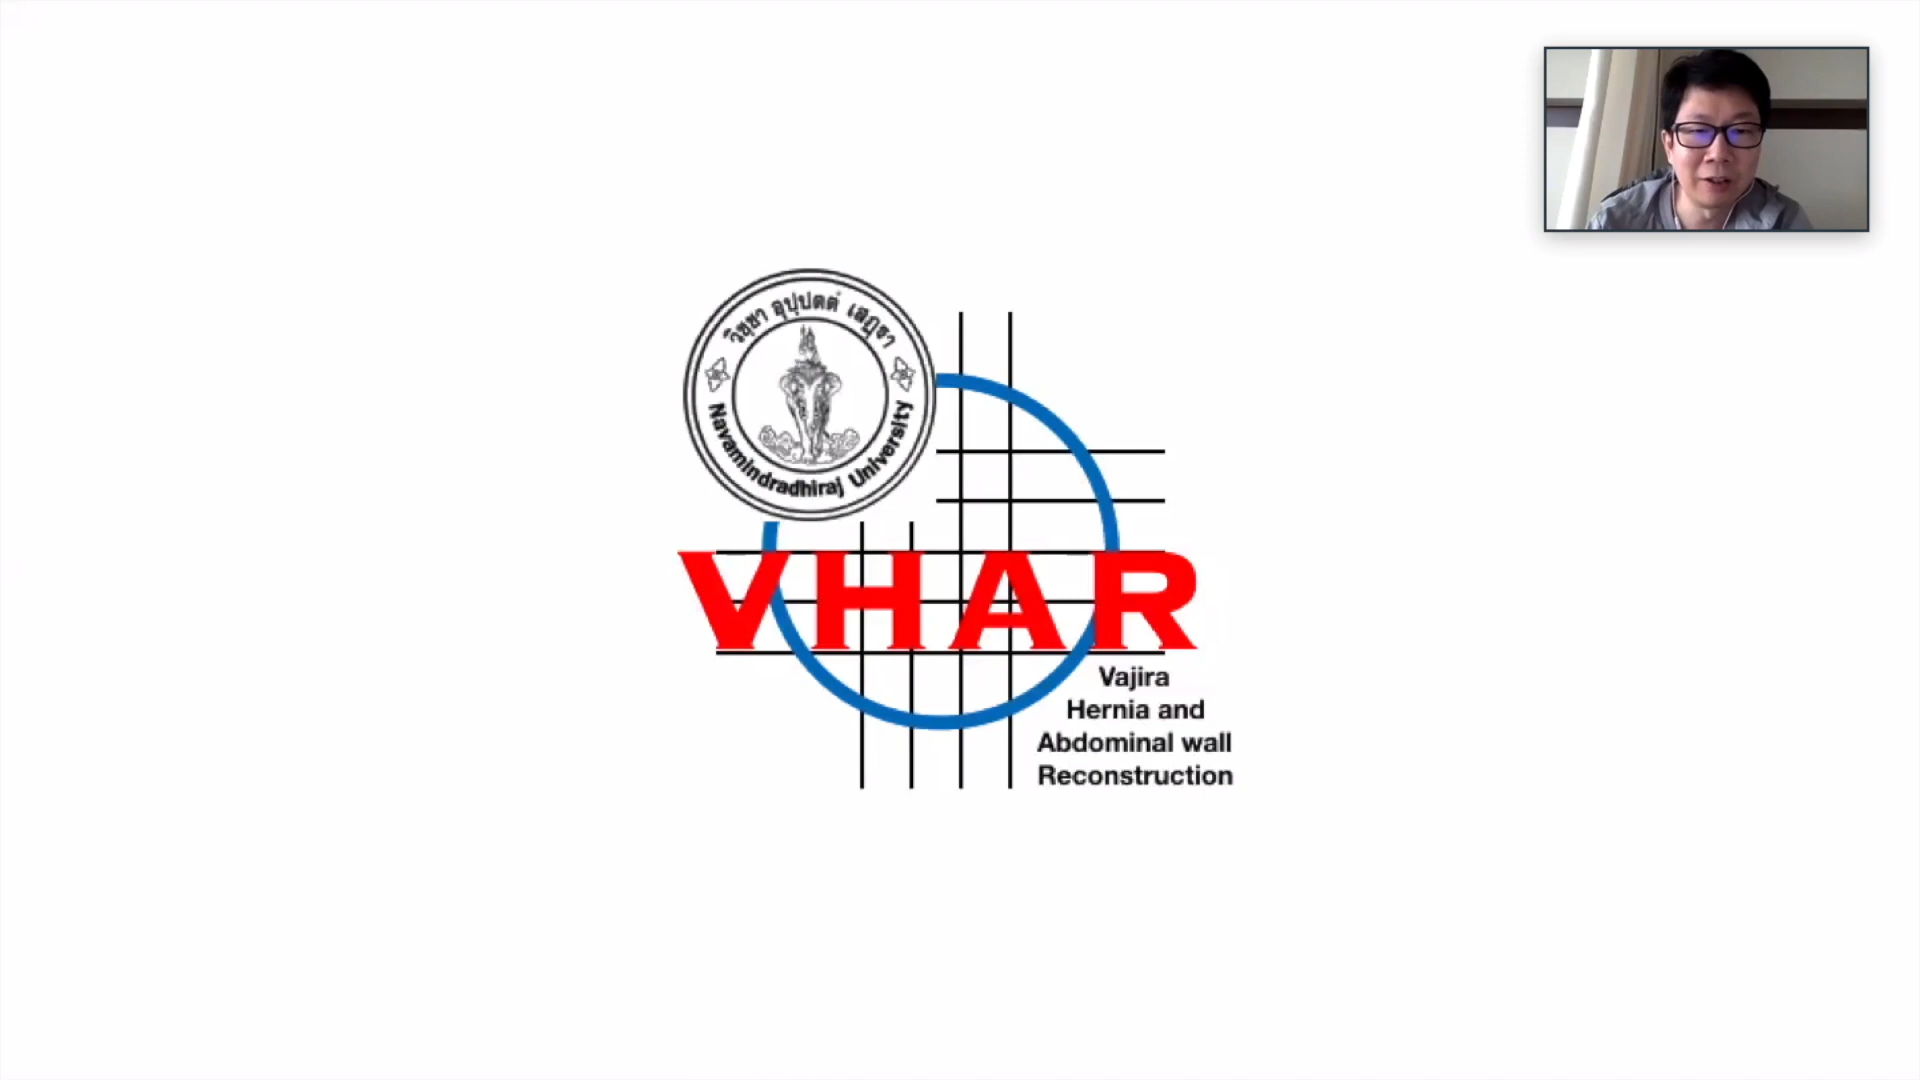 วิชชา อุปปตตํ เสฏฐา
Navamindradhiraj University
VHAR
Vajira
Hernia and
Abdominal wall
Reconstruction